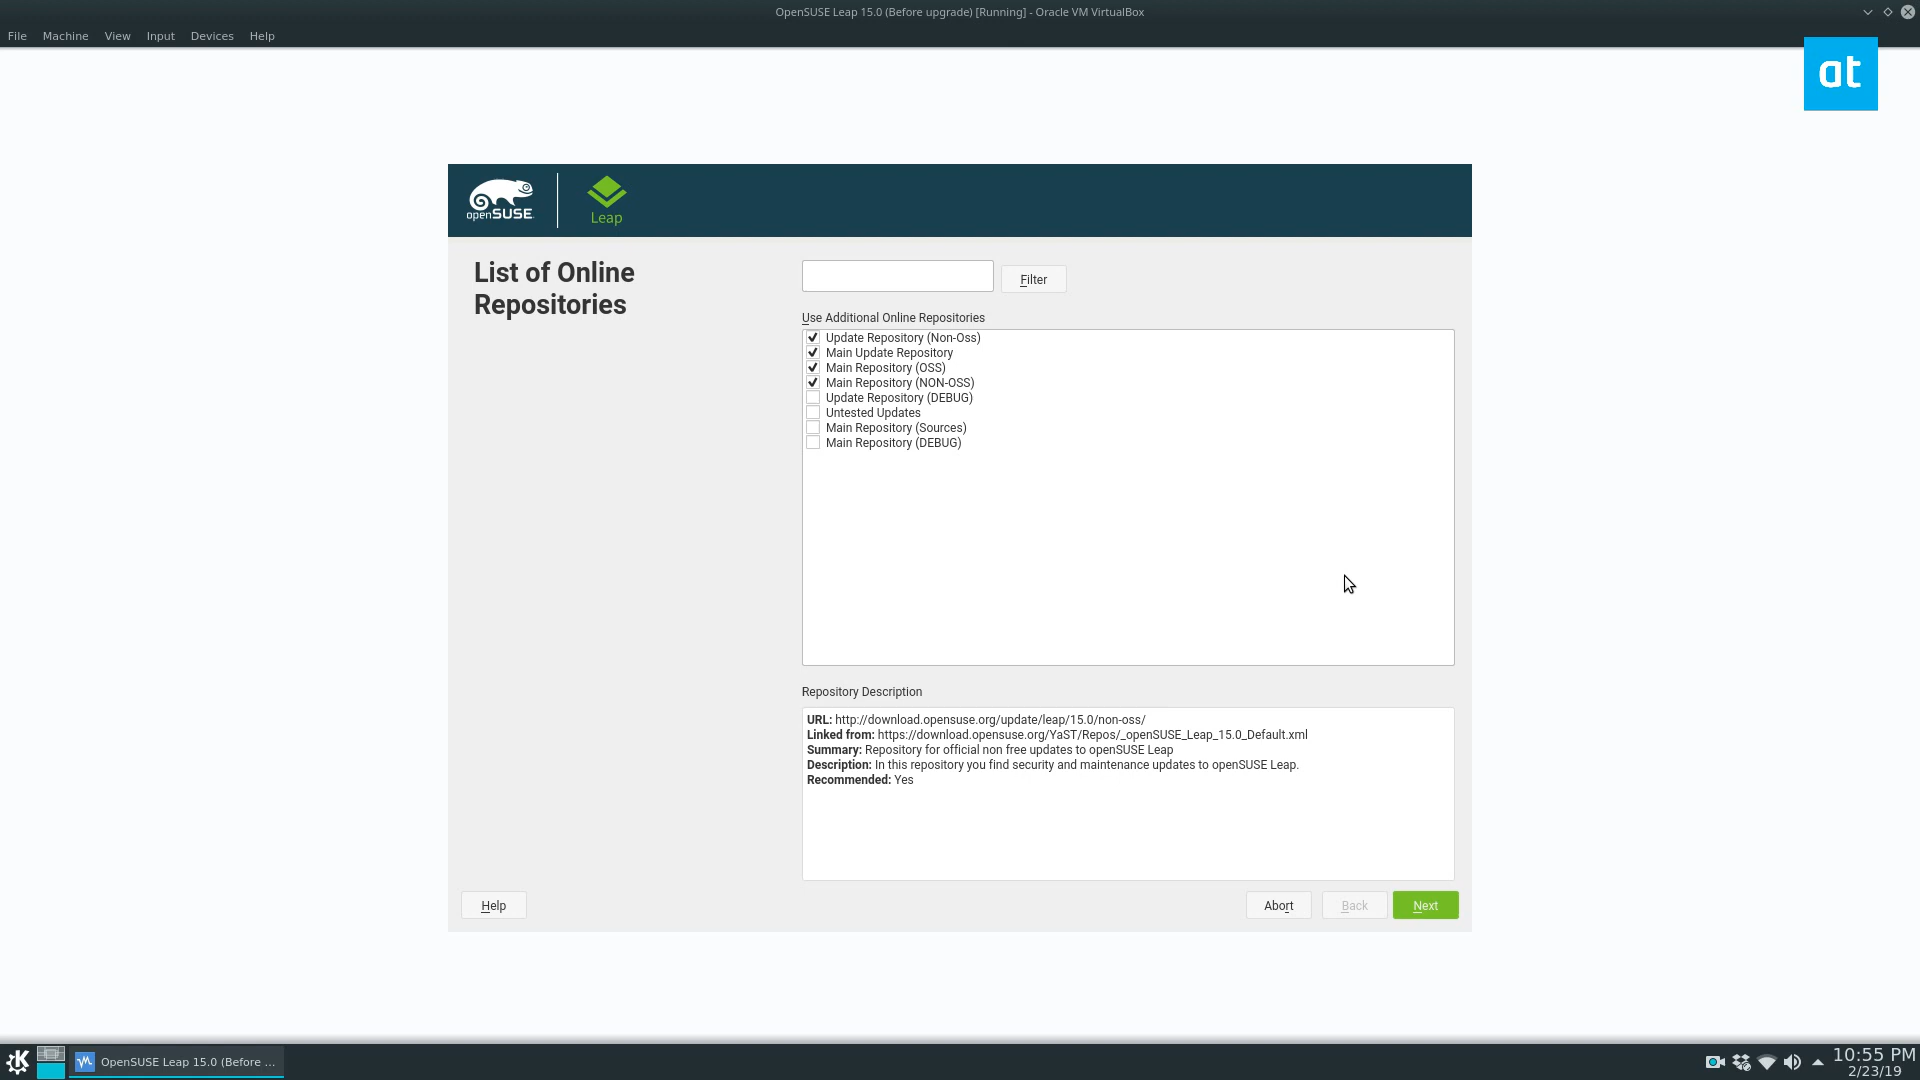 OpenSUSE Leap 15.0 (Before upgrade) [Running] - Oracle VM VirtualBox
File Machine View Input Devices Help
at
openSUSE
Leap
List of Online
Repositories
Filter
Use Additional Online Repositories
Update Repository (Non-Oss)
Main Update Repository
Main Repository (OSS)
Main Repository (NON-OSS)
Update Repository (DEBUG)
Untested Updates
Main Repository (Sources)
Main Repository (DEBUG)
Repository Description
URL: http://download.opensuse.org/update/leap/15.0/non-oss/
Linked from: https://download.opensuse.org/YaST/Repos/_openSUSE_Leap_15.0_Default.xml
Summary: Repository for official non free updates to openSUSE Leap
Description: In this repository you find security and maintenance updates to openSUSE Leap.
Recommended: Yes
Help Abort Back Next
OpenSUSE Leap 15.0 (Before ...
10:55 PM
2/23/19